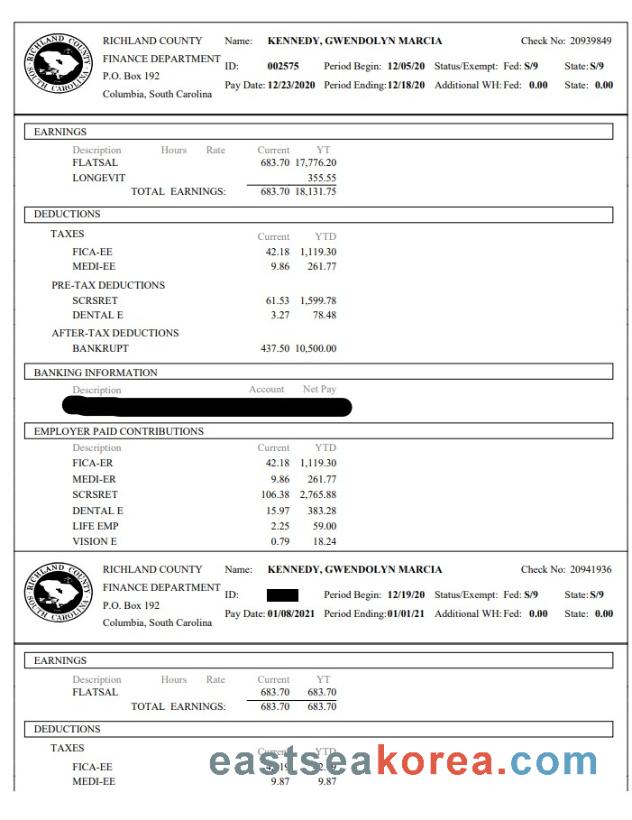 RICHLAND COUNTY Name: KENNEDY, GWENDOLYN MARCIA Check No: 20939849
FINANCE DEPARTMENT ID: 002575 Period Begin: 12/05/20 Status/Exempt: Fed: S/9 State: S/9
P.O. Box 192 Pay Date: 12/23/2020 Period Ending: 12/18/20 Additional WH: Fed: 0.00 State: 0.00
Columbia, South Carolina
RICHLAND COUNTY
SOUTH CAROLINA
EARNINGS
Description Hours Rate Current YT
FLATSAL 683.70 17,776.20
LONGEVIT 355.55
TOTAL EARNINGS: 683.70 18,131.75
DEDUCTIONS
TAXES Current YTD
FICA-EE 42.18 1,119.30
MEDI-EE 9.86 261.77
PRE-TAX DEDUCTIONS
SCRSRET 61.53 1,599.78
DENTAL E 3.27 78.48
AFTER-TAX DEDUCTIONS
BANKRUPT 437.50 10,500.00
BANKING INFORMATION
Description Account Net Pay
EMPLOYER PAID CONTRIBUTIONS
Description Current YTD
FICA-ER 42.18 1,119.30
MEDI-ER 9.86 261.77
SCRSRET 106.38 2,765.88
DENTAL E 15.97 383.28
LIFE EMP 2.25 59.00
VISION E 0.79 18.24
RICHLAND COUNTY Name: KENNEDY, GWENDOLYN MARCIA Check No: 20941936
FINANCE DEPARTMENT ID: Period Begin: 12/19/20 Status/Exempt: Fed: S/9 State: S/9
P.O. Box 192 Pay Date: 01/08/2021 Period Ending: 01/01/21 Additional WH: Fed: 0.00 State: 0.00
Columbia, South Carolina
RICHLAND COUNTY
SOUTH CAROLINA
EARNINGS
Description Hours Rate Current YT
FLATSAL 683.70 683.70
TOTAL EARNINGS: 683.70 683.70
DEDUCTIONS
TAXES Current YTD
FICA-EE
MEDI-EE 9.87 9.87
eastseakorea.com